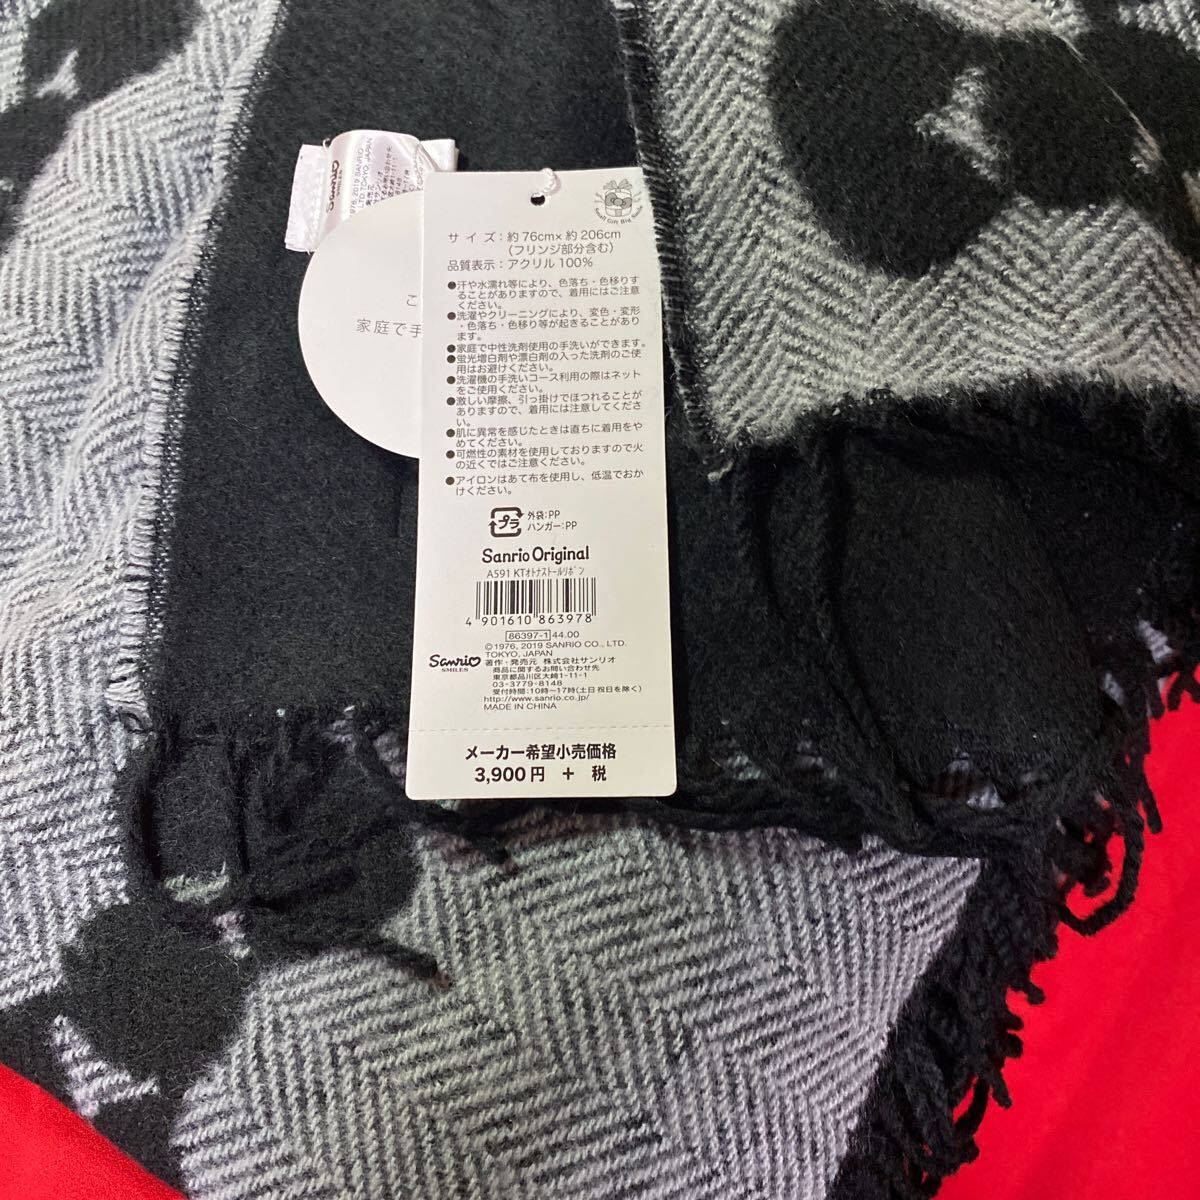 Small Gift Big Smile
サイズ：約76cm×約206cm
（フリンジ部分含む）
品質表示：アクリル100%
●汗や水濡れ等により、色落ち・色移りす
ることがありますので、着用にはご注意
ください。
●洗濯やクリーニングにより、変色・変形
・色落ち・色移り等が起きることがあり
ます。
●家庭で中性洗剤使用の手洗いができます。
●蛍光増白剤や漂白剤の入った洗剤のご使
用はお避けください。
●洗濯機の手洗いコース利用の際はネット
をご使用ください。
●激しい摩擦、引っ掛けでほつれることが
ありますので、着用には注意してくださ
い。
●肌に異常を感じたときは直ちに着用をや
めてください。
●可燃性の素材を使用しておりますので火
の近くではご注意ください。
●アイロンはあて布を使用し、低温でおか
けください。
プラ
外袋:PP
ハンガー:PP
Sanrio Original
A591 KTオトナストールリボン
4 901610 863978
86397-1 44.00
©1976, 2019 SANRIO CO., LTD.
TOKYO, JAPAN
Sanrio
SMILES
著作・発売元 株式会社サンリオ
商品に関するお問い合わせ先
東京都品川区大崎1-11-1
03-3779-8148
受付時間:10時〜17時(土日祝日を除く)
http://www.sanrio.co.jp/
MADE IN CHINA
メーカー希望小売価格
3,900円 + 税
こ
家庭で手
Sanrio
SMILES
1976, 2019 SANRIO
LTD.TOKYO, JAPAN